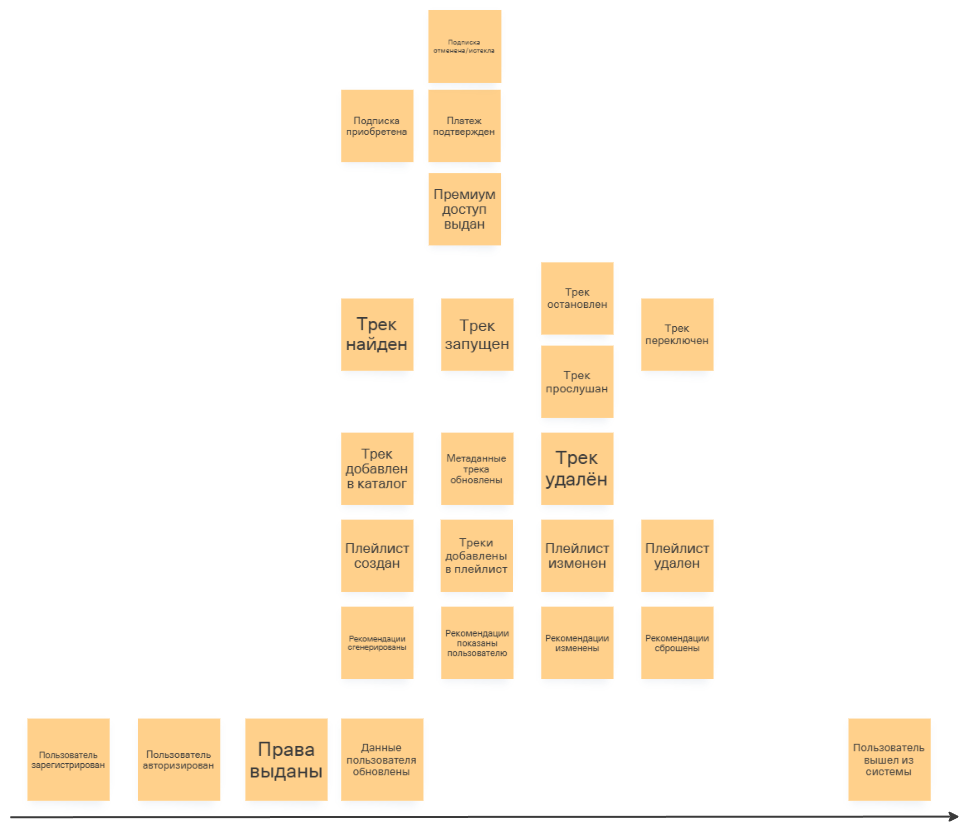 Подписка
отменена/истекла
Подписка
приобретена
Платеж
подтвержден
Премиум
доступ
выдан
Трек
остановлен
Трек
найден
Трек
запущен
Трек
переключен
Трек
прослушан
Трек
добавлен
в каталог
Метаданные
трека
обновлены
Трек
удалён
Плейлист
создан
Треки
добавлены
в плейлист
Плейлист
изменен
Плейлист
удален
Рекомендации
сгенерированы
Рекомендации
показаны
пользователю
Рекомендации
изменены
Рекомендации
сброшены
Пользователь
зарегистрирован
Пользователь
авторизирован
Права
выданы
Данные
пользователя
обновлены
Пользователь
вышел из
системы